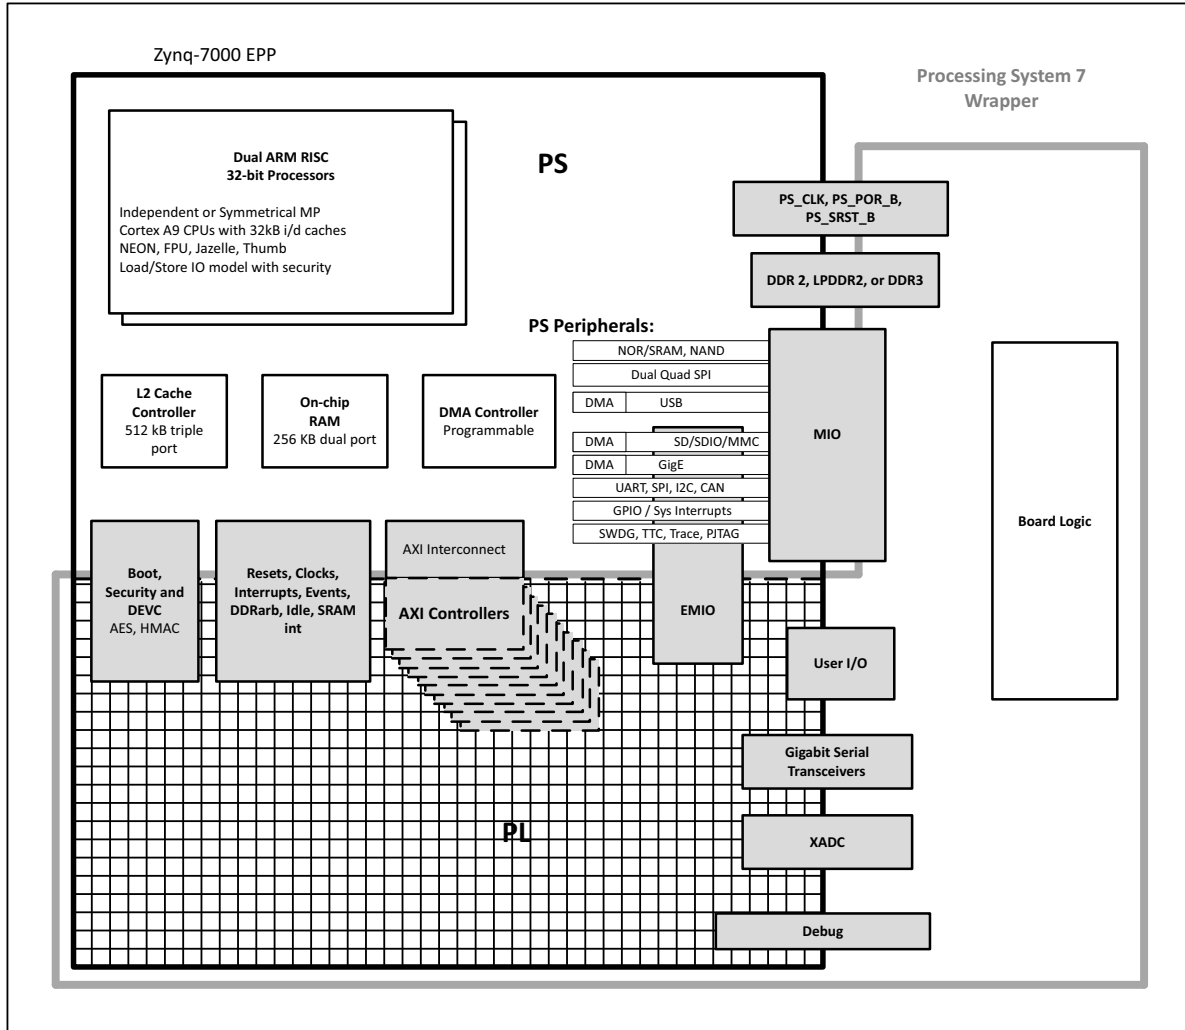 Zynq-7000 EPP
Processing System 7
Wrapper
Dual ARM RISC
32-bit Processors
Independent or Symmetrical MP
Cortex A9 CPUs with 32kB i/d caches
NEON, FPU, Jazelle, Thumb
Load/Store IO model with security
PS
PS_CLK, PS_POR_B,
PS_SRST_B
DDR 2, LPDDR2, or DDR3
PS Peripherals:
NOR/SRAM, NAND
Dual Quad SPI
DMA USB
DMA SD/SDIO/MMC
DMA GigE
UART, SPI, I2C, CAN
GPIO / Sys Interrupts
SWDG, TTC, Trace, PJTAG
MIO
L2 Cache
Controller
512 kB triple
port
On-chip
RAM
256 KB dual port
DMA Controller
Programmable
Board Logic
Boot,
Security and
DEVC
AES, HMAC
Resets, Clocks,
Interrupts, Events,
DDRarb, Idle, SRAM
int
AXI Interconnect
AXI Controllers
EMIO
User I/O
Gigabit Serial
Transceivers
PL
XADC
Debug